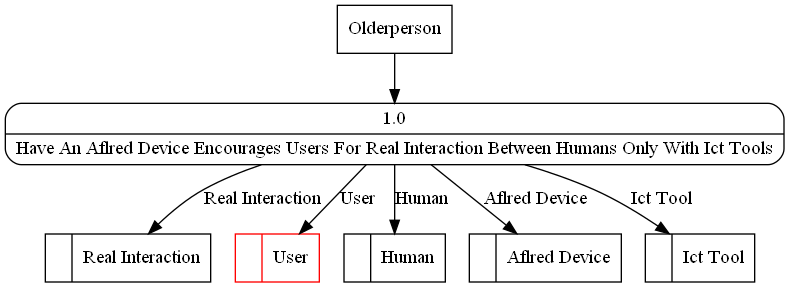 Olderperson
1.0
Have An Aflred Device Encourages Users For Real Interaction Between Humans Only With Ict Tools
Real Interaction
User
Human
Aflred Device
Ict Tool
Real Interaction
User
Human
Aflred Device
Ict Tool